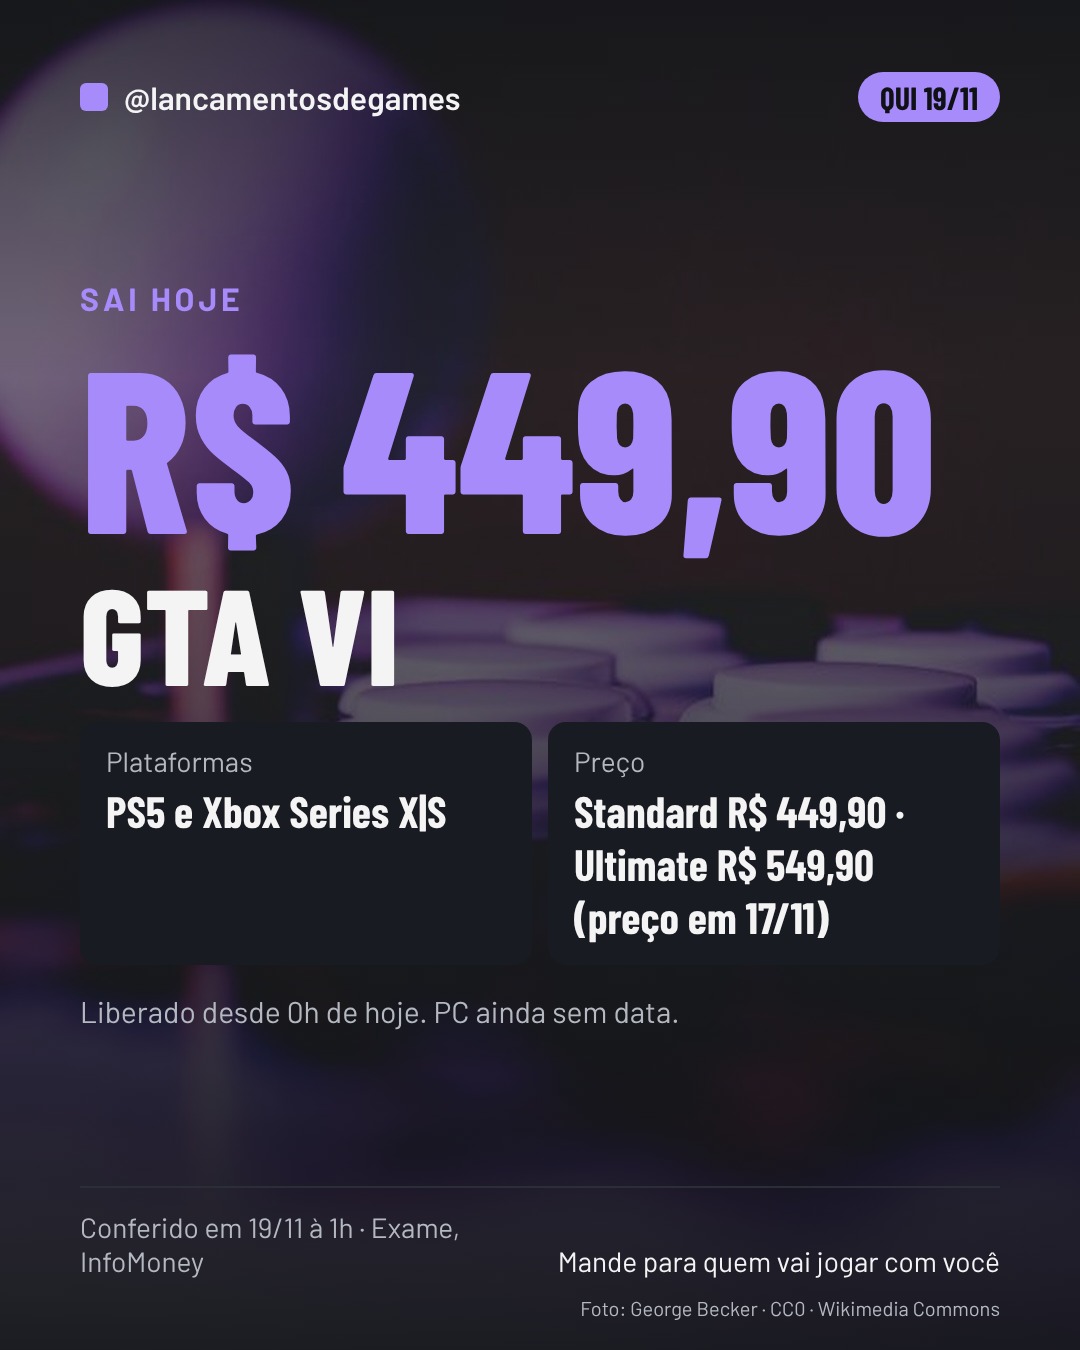 @lancamentosdegames
QUI 19/11
SAI HOJE
R$ 449,90
GTA VI
Plataformas
PS5 e Xbox Series X|S
Preço
Standard R$ 449,90 ·
Ultimate R$ 549,90
(preço em 17/11)
Liberado desde 0h de hoje. PC ainda sem data.
Conferido em 19/11 à 1h · Exame,
InfoMoney
Mande para quem vai jogar com você
Foto: George Becker · CC0 · Wikimedia Commons